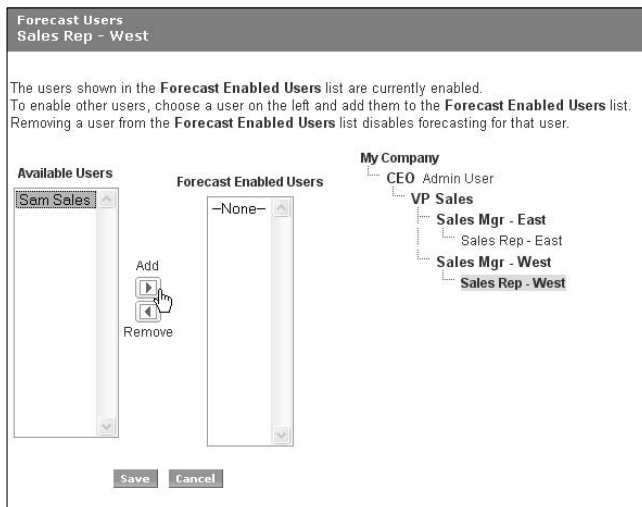 Forecast Users
Sales Rep - West
The users shown in the Forecast Enabled Users list are currently enabled.
To enable other users, choose a user on the left and add them to the Forecast Enabled Users list.
Removing a user from the Forecast Enabled Users list disables forecasting for that user.
Available Users
Sam Sales
Add
Remove
Forecast Enabled Users
–None–
My Company
CEO Admin User
VP Sales
Sales Mgr - East
Sales Rep - East
Sales Mgr - West
Sales Rep - West
Save Cancel